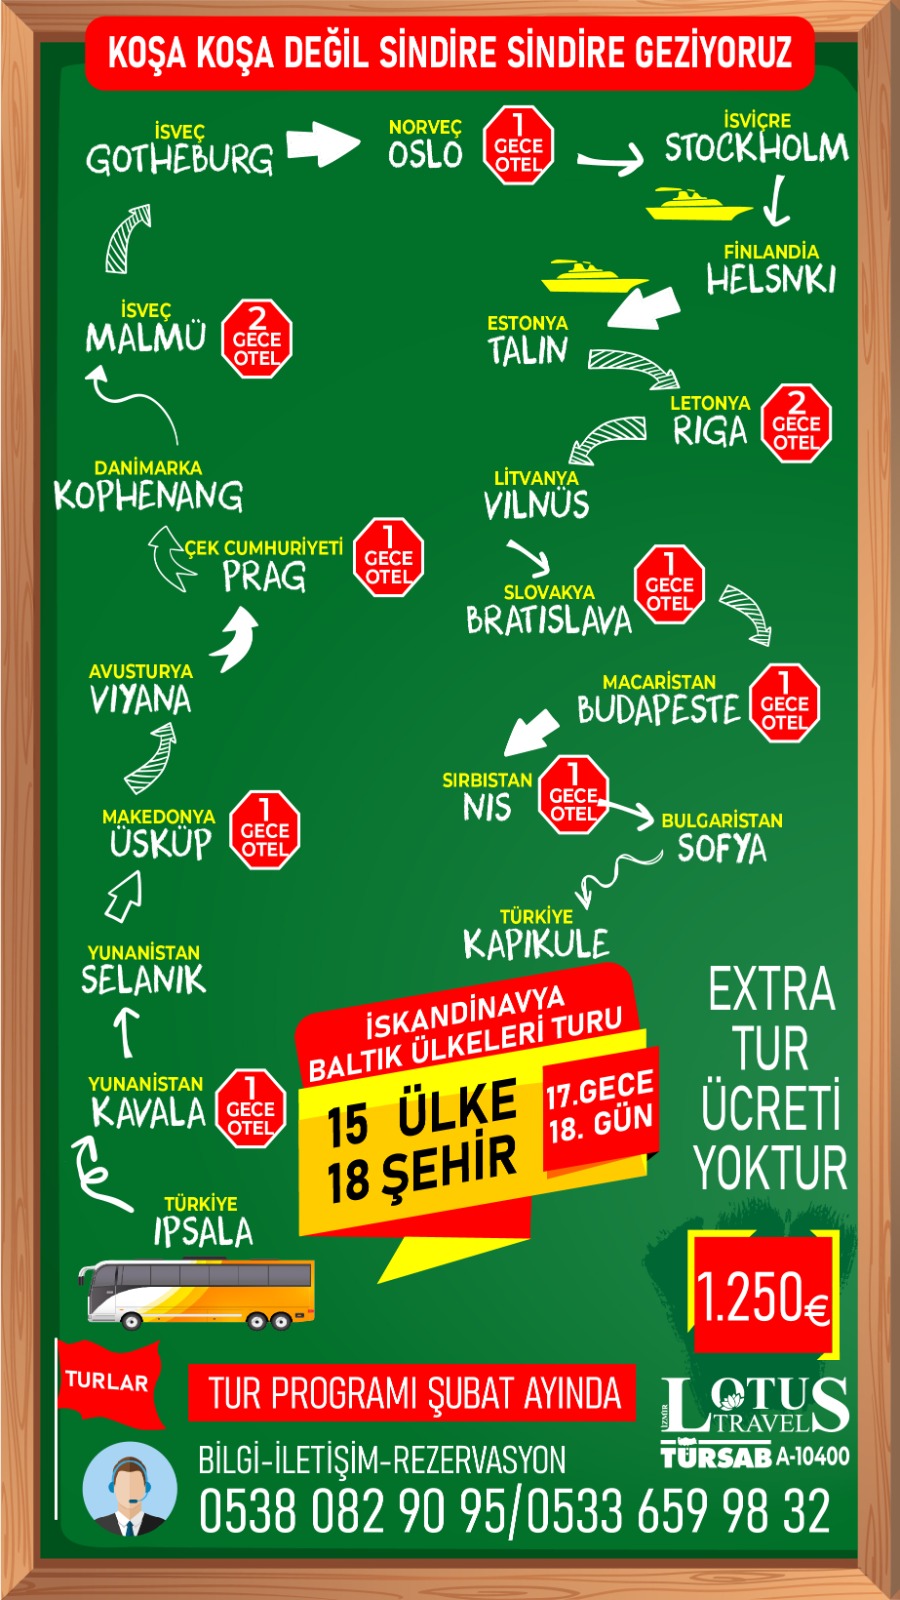 KOŞA KOŞA DEĞİL SİNDİRE SİNDİRE GEZİYORUZ
İSVEÇ
GOTHEBURG
NORVEÇ
OSLO
1
GECE
OTEL
İSVİÇRE
STOCKHOLM
FİNLANDİA
HELSNKI
ESTONYA
TALIN
LETONYA
RIGA
2
GECE
OTEL
LİTVANYA
VILNÜS
SLOVAKYA
BRATISLAVA
1
GECE
OTEL
MACARİSTAN
BUDAPESTE
1
GECE
OTEL
SIRBISTAN
NIS
1
GECE
OTEL
BULGARİSTAN
SOFYA
TÜRKİYE
KAPIKULE
İSVEÇ
MALMÜ
2
GECE
OTEL
DANİMARKA
KOPHENANG
ÇEK CUMHURİYETİ
PRAG
1
GECE
OTEL
AVUSTURYA
VIYANA
MAKEDONYA
ÜSKÜP
1
GECE
OTEL
YUNANİSTAN
SELANIK
YUNANİSTAN
KAVALA
1
GECE
OTEL
TÜRKİYE
IPSALA
İSKANDİNAVYA
BALTIK ÜLKELERİ TURU
15 ÜLKE
18 ŞEHİR
17.GECE
18. GÜN
EXTRA
TUR
ÜCRETİ
YOKTUR
1.250€
TURLAR
TUR PROGRAMI ŞUBAT AYINDA
İZMİR
LOTUS
TRAVEL
TÜRSAB A-10400
BİLGİ-İLETİŞİM-REZERVASYON
0538 082 90 95/0533 659 98 32